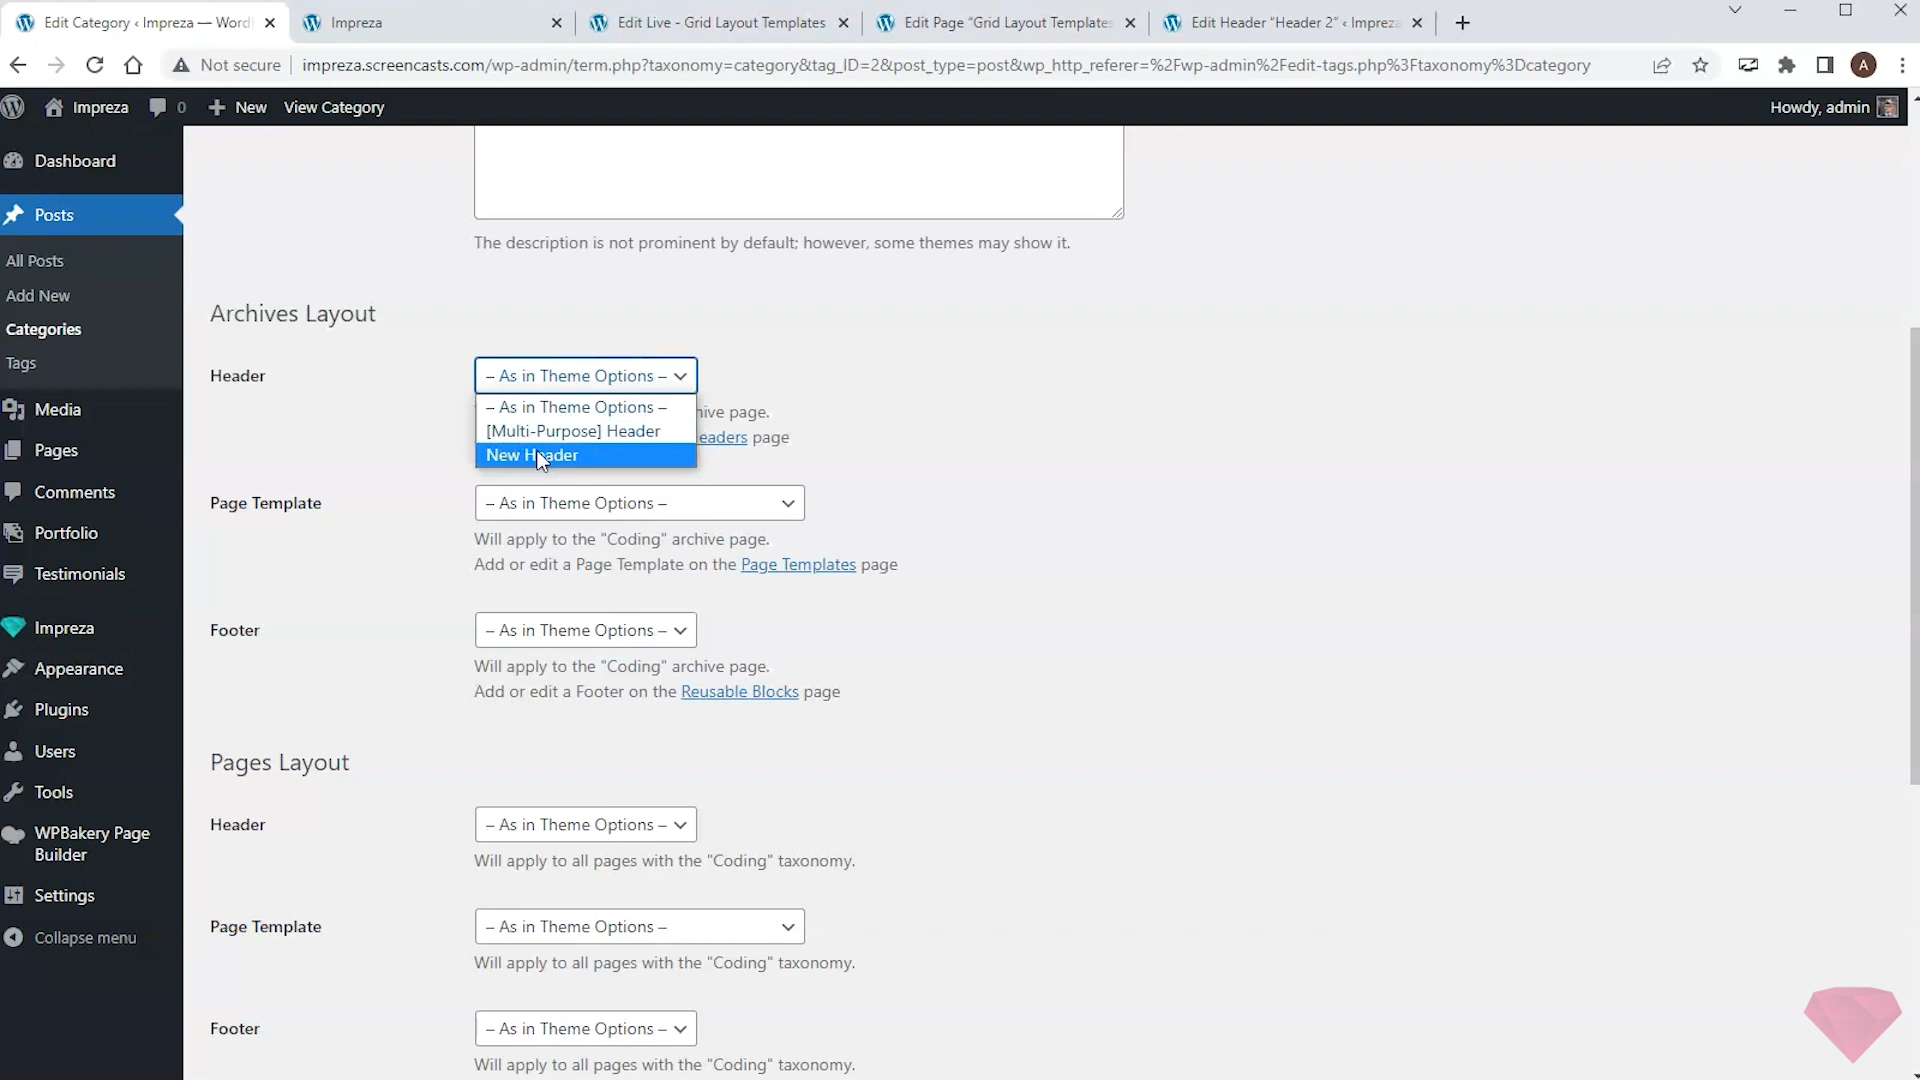 Edit Category ‹ Impreza — Word
Impreza
Edit Live - Grid Layout Templates
Edit Page "Grid Layout Templates
Edit Header "Header 2" ‹ Impreza
Not secure
impreza.screencasts.com/wp-admin/term.php?taxonomy=category&tag_ID=2&post_type=post&wp_http_referer=%2Fwp-admin%2Fedit-tags.php%3Ftaxonomy%3Dcategory
A
Impreza
0
New
View Category
Howdy, admin
Dashboard
Posts
All Posts
Add New
Categories
Tags
Media
Pages
Comments
Portfolio
Testimonials
Impreza
Appearance
Plugins
Users
Tools
WPBakery Page
Builder
Settings
Collapse menu
The description is not prominent by default; however, some themes may show it.
Archives Layout
Header
– As in Theme Options –
– As in Theme Options –
[Multi-Purpose] Header
New Header
hive page.
eaders page
Page Template
– As in Theme Options –
Will apply to the "Coding" archive page.
Add or edit a Page Template on the Page Templates page
Footer
– As in Theme Options –
Will apply to the "Coding" archive page.
Add or edit a Footer on the Reusable Blocks page
Pages Layout
Header
– As in Theme Options –
Will apply to all pages with the "Coding" taxonomy.
Page Template
– As in Theme Options –
Will apply to all pages with the "Coding" taxonomy.
Footer
– As in Theme Options –
Will apply to all pages with the "Coding" taxonomy.